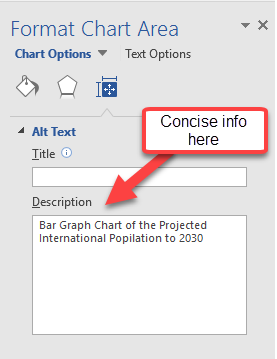 Format Chart Area
Chart Options Text Options
Concise info
here
Alt Text
Title
Description
Bar Graph Chart of the Projected
International Popilation to 2030